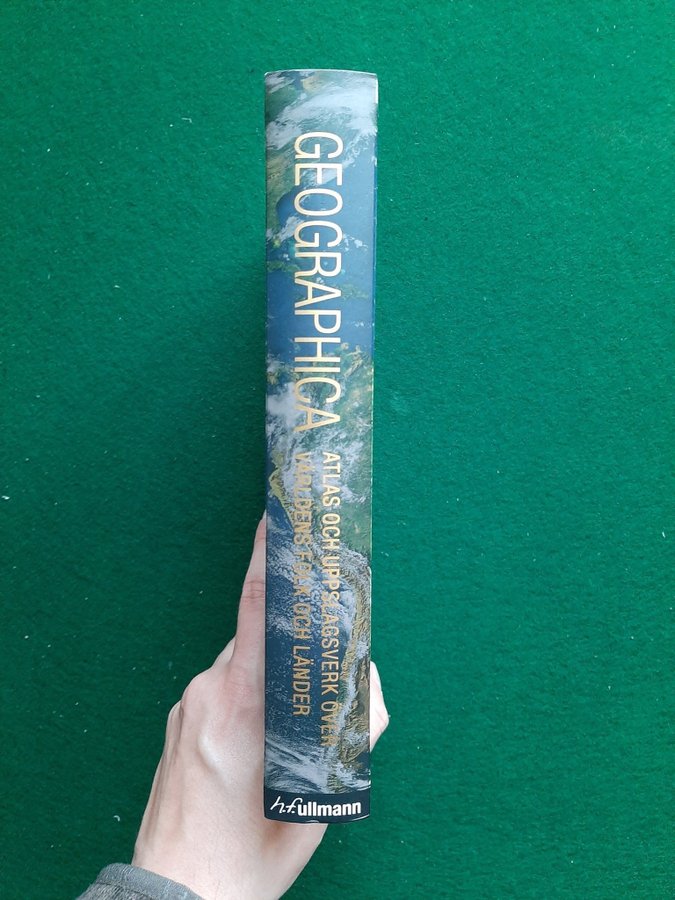 GEOGRAPHICA
ATLAS OCH UPPSLAGSVERK ÖVER
VÄRLDENS FOLK OCH LÄNDER
h.f.ullmann